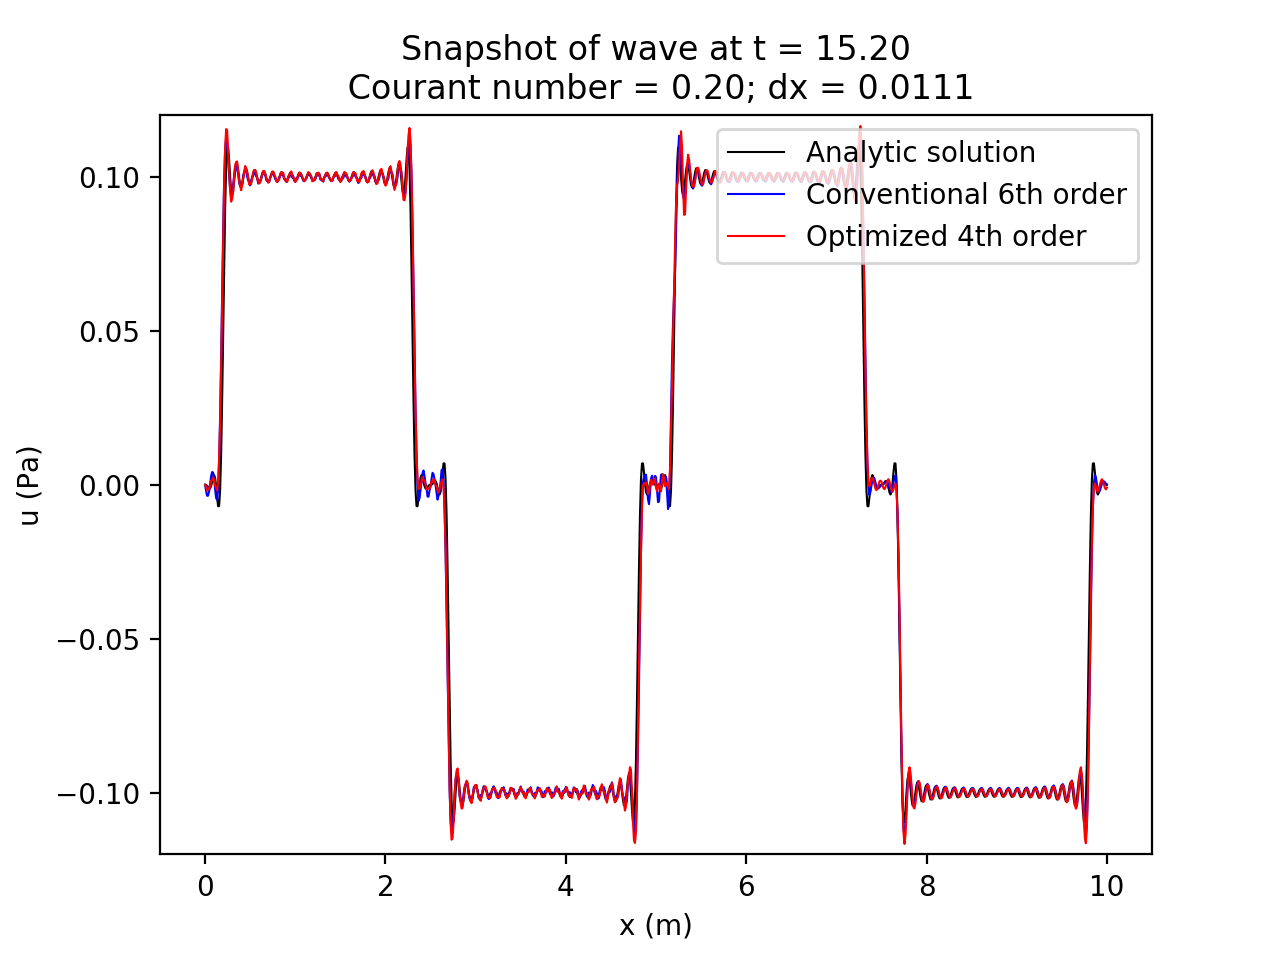 Snapshot of wave at t = 15.20
Courant number = 0.20; dx = 0.0111
Analytic solution
Conventional 6th order
Optimized 4th order
u (Pa)
0.10
0.05
0.00
−0.05
−0.10
0 2 4 6 8 10
x (m)